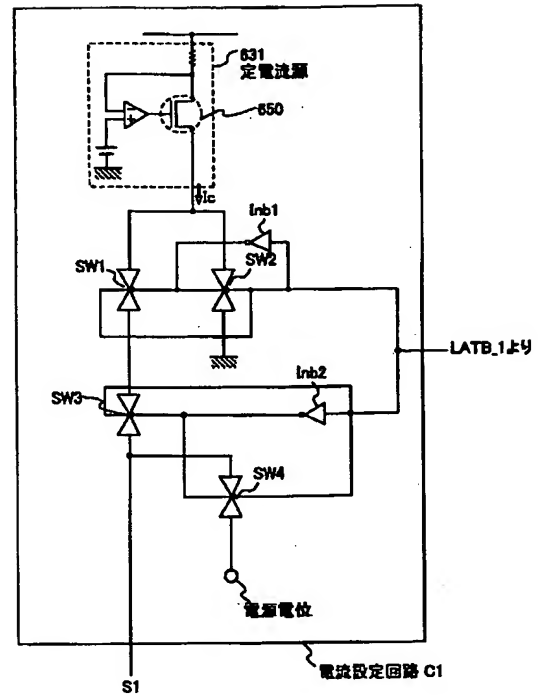 631
定電流源
650
Ic
Inb1
SW1
SW2
LATB_1より
Inb2
SW3
SW4
電源電位
電流設定回路 C1
S1